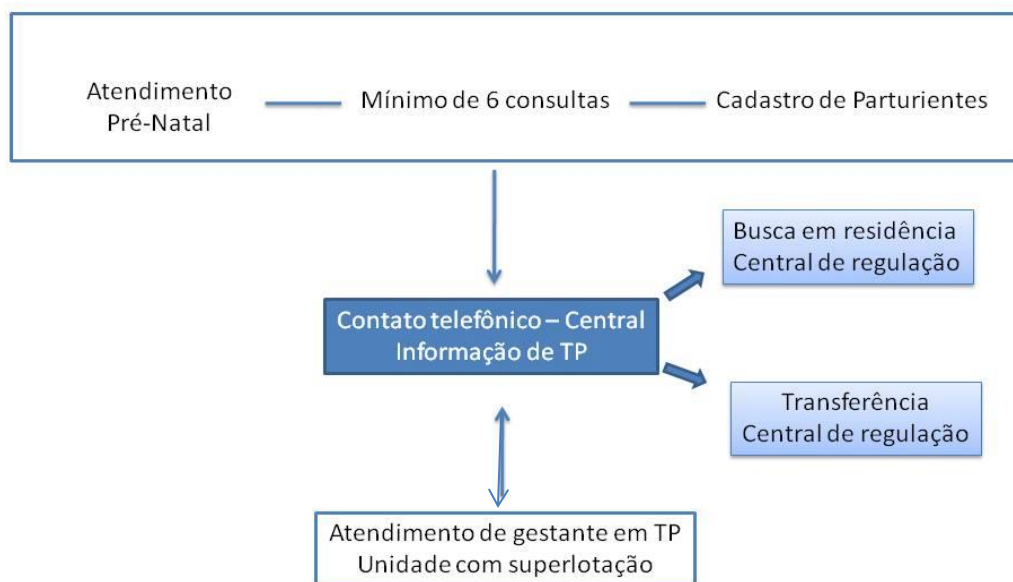 Atendimento
Pré-Natal
Mínimo de 6 consultas
Cadastro de Parturientes
Busca em residência
Central de regulação
Contato telefônico – Central
Informação de TP
Transferência
Central de regulação
Atendimento de gestante em TP
Unidade com superlotação